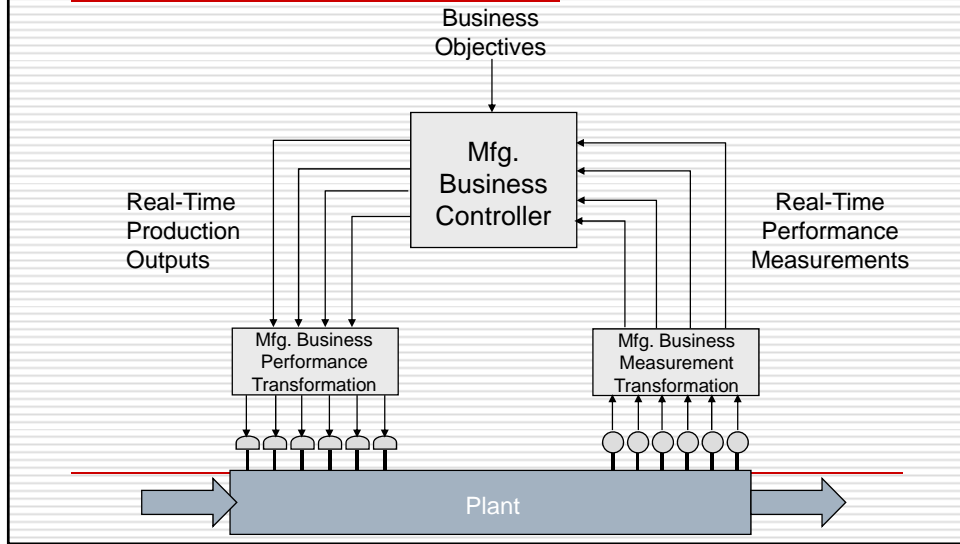 Business
Objectives
Mfg.
Business
Controller
Real-Time
Production
Outputs
Real-Time
Performance
Measurements
Mfg. Business
Performance
Transformation
Mfg. Business
Measurement
Transformation
Plant